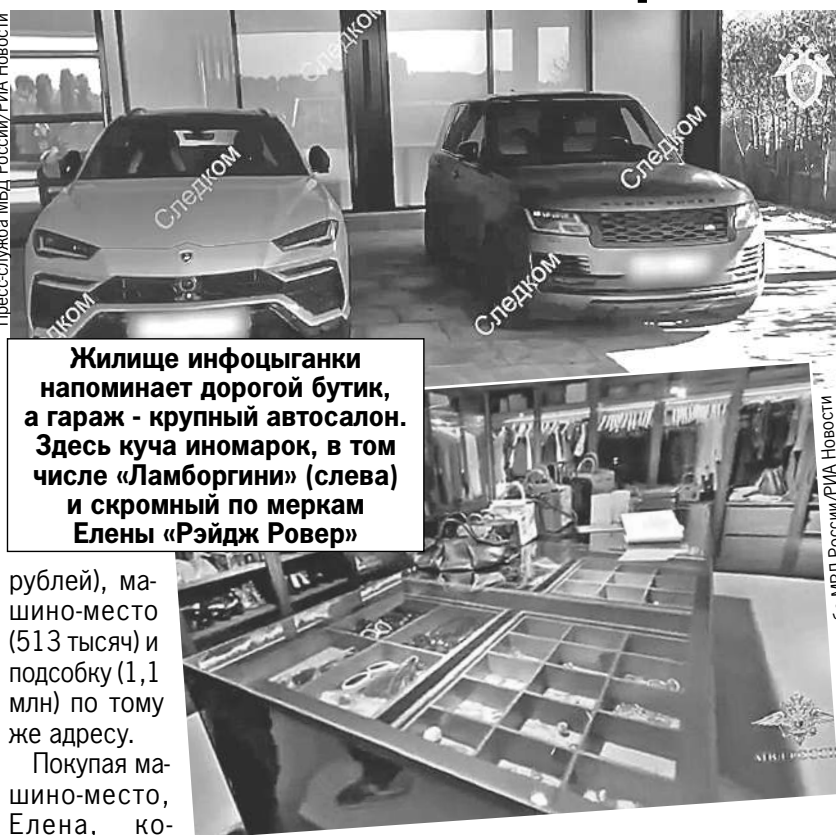 Пресс-служба МВД России/РИА Новости
Следком
Следком
Следком
Следком
Следком
Жилище инфоцыганки
напоминает дорогой бутик,
а гараж - крупный автосалон.
Здесь куча иномарок, в том
числе «Ламборгини» (слева)
и скромный по меркам
Елены «Рэйдж Ровер»
МВД России/РИА Новости
рублей), ма-
шино-место
(513 тысяч) и
подсобку (1,1
млн) по тому
же адресу.
Покупая ма-
шино-место,
Елена, ко-